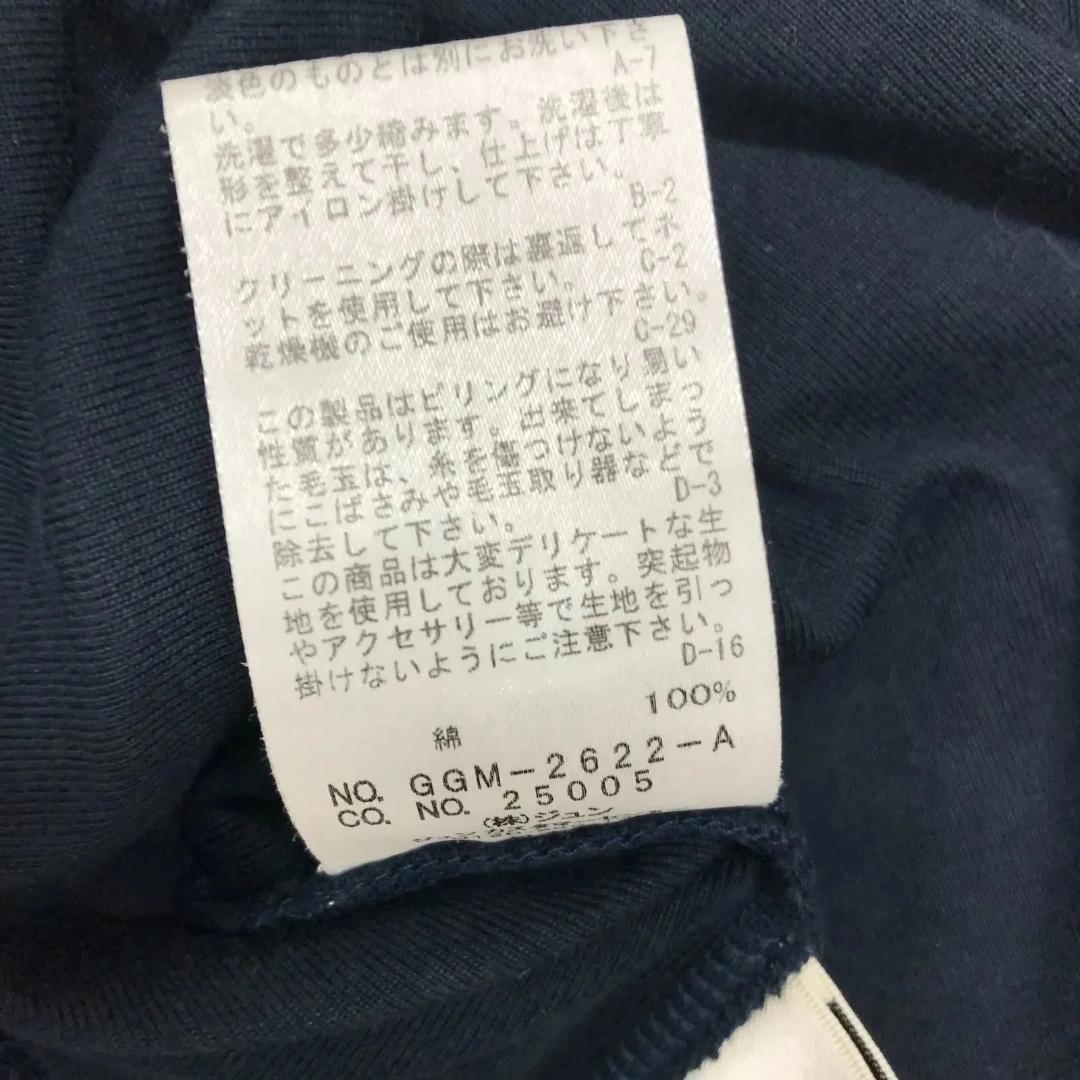 淡色のものとは別にお洗い下さ
い。 A-7
洗濯で多少縮みます。洗濯後は
形を整えて干し、仕上げは丁寧
にアイロン掛けして下さい。
B-2
クリーニングの際は裏返してネ
ットを使用して下さい。 C-2
乾燥機のご使用はお避け下さい。
C-29
この製品はピリングになり易い
性質があります。出来てしまっ
た毛玉は、糸を傷つけないよう
にこばさみや毛玉取り器などで
除去して下さい。 D-3
この商品は大変デリケートな生
地を使用しております。突起物
やアクセサリー等で生地を引っ
掛けないようにご注意下さい。
D-16
綿 100%
NO. GGM-2622-A
CO. NO. 25005
(株)ジュン